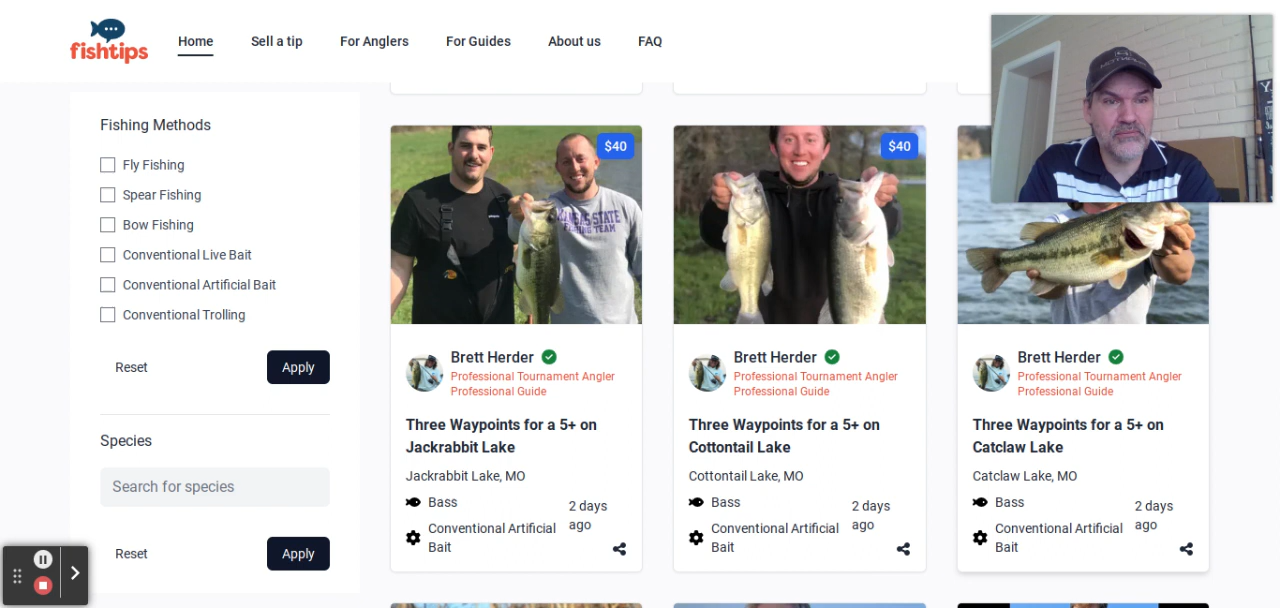 fishtips
Home
Sell a tip
For Anglers
For Guides
About us
FAQ
Fishing Methods
Fly Fishing
Spear Fishing
Bow Fishing
Conventional Live Bait
Conventional Artificial Bait
Conventional Trolling
Reset
Apply
Species
Search for species
Reset
Apply
$40
KANSAS STATE
FISHING TEAM
Brett Herder
Professional Tournament Angler
Professional Guide
Three Waypoints for a 5+ on
Jackrabbit Lake
Jackrabbit Lake, MO
Bass
2 days
ago
Conventional Artificial
Bait
$40
Brett Herder
Professional Tournament Angler
Professional Guide
Three Waypoints for a 5+ on
Cottontail Lake
Cottontail Lake, MO
Bass
2 days
ago
Conventional Artificial
Bait
Brett Herder
Professional Tournament Angler
Professional Guide
Three Waypoints for a 5+ on
Catclaw Lake
Catclaw Lake, MO
Bass
2 days
ago
Conventional Artificial
Bait